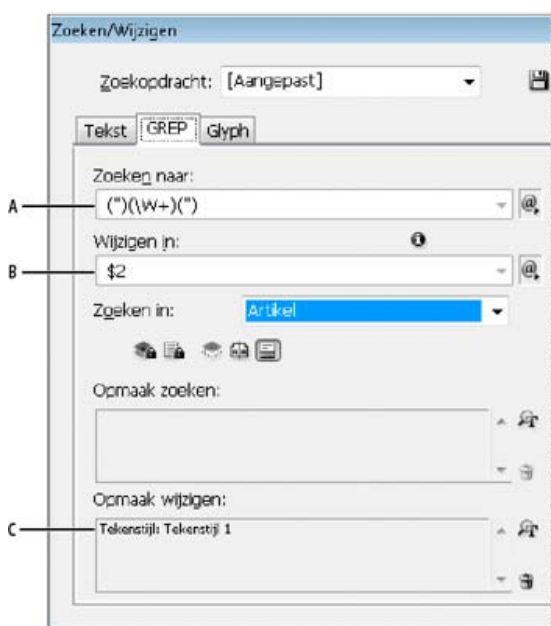 Zoeken/Wijzigen
Zoekopdracht: [Aangepast]
Tekst GREP Glyph
Zoeken naar:
A (")(\W+)(")
Wijzigen in:
B $2
Zoeken in: Artikel
Opmaak zoeken:
Opmaak wijzigen:
C Tekenstijl: Tekenstijl 1